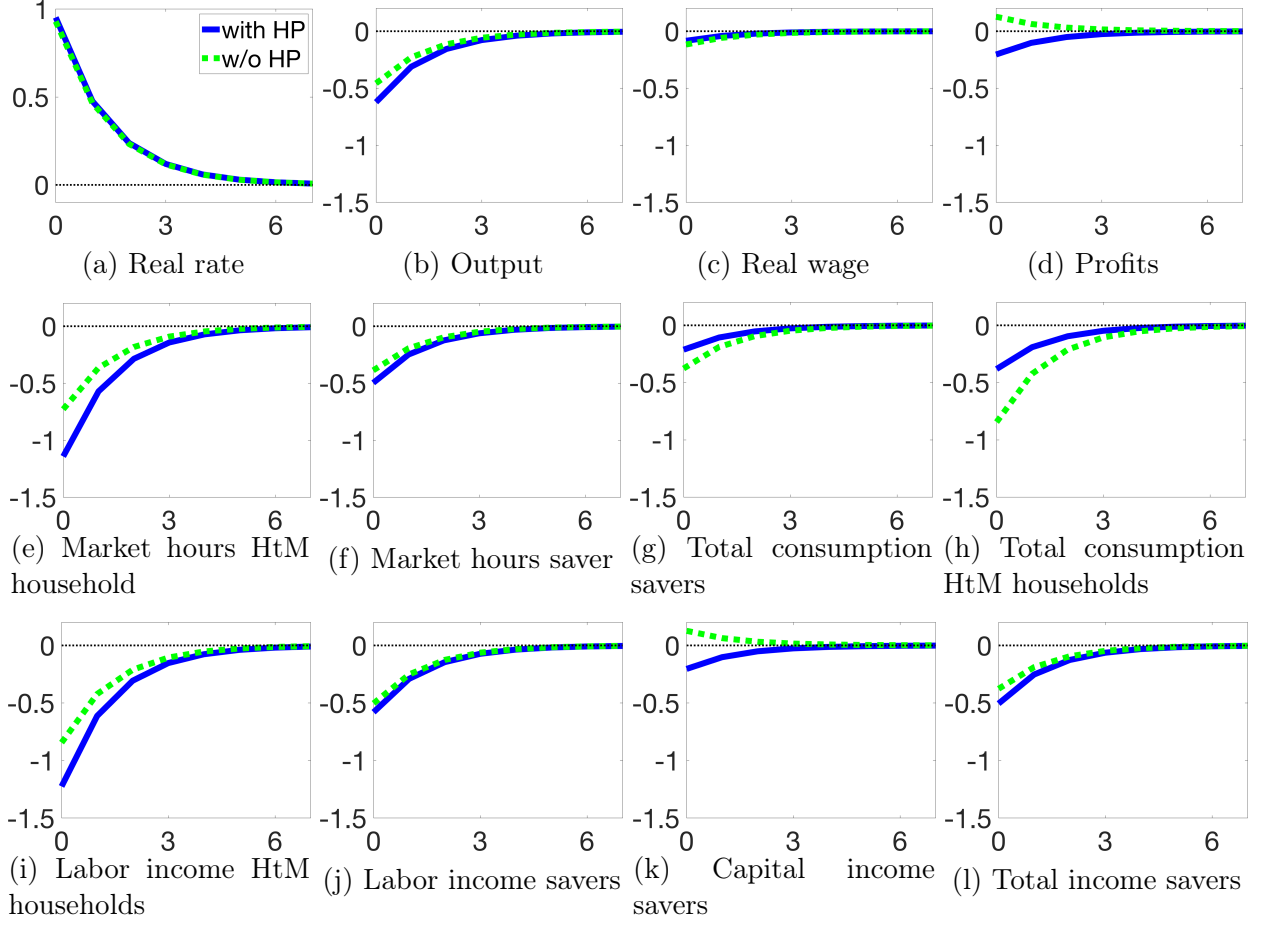 1
0.5
0
with HP
w/o HP
0 3 6
(a) Real rate
0
-0.5
-1
-1.5
0 3 6
(b) Output
0
-0.5
-1
-1.5
0 3 6
(c) Real wage
0
-0.5
-1
-1.5
0 3 6
(d) Profits
0
-0.5
-1
-1.5
0 3 6
(e) Market hours HtM
household
0
-0.5
-1
-1.5
0 3 6
(f) Market hours saver
0
-0.5
-1
-1.5
0 3 6
(g) Total consumption
savers
0
-0.5
-1
-1.5
0 3 6
(h) Total consumption
HtM households
0
-0.5
-1
-1.5
0 3 6
(i) Labor income HtM
households
0
-0.5
-1
-1.5
0 3 6
(j) Labor income savers
0
-0.5
-1
-1.5
0 3 6
(k) Capital income
savers
0
-0.5
-1
-1.5
0 3 6
(l) Total income savers